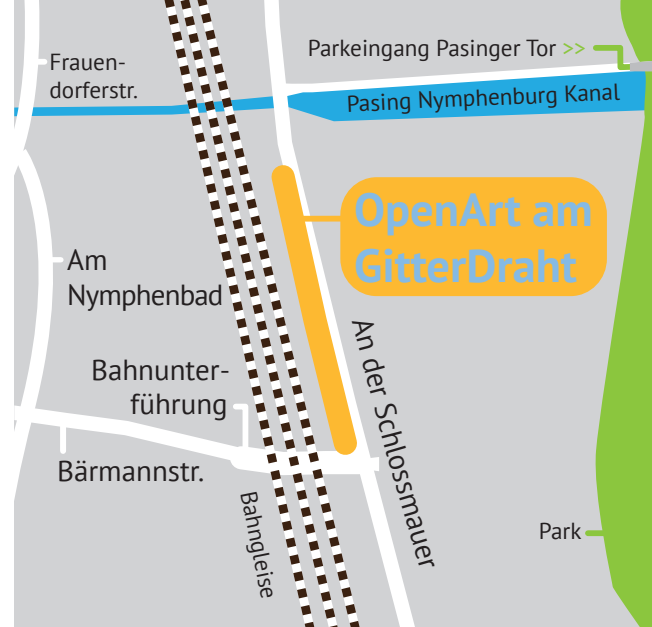 Frauen-
dorferstr.
Parkeingang Pasinger Tor >>
Pasing Nymphenburg Kanal
OpenArt am
GitterDraht
Am
Nymphenbad
An der Schlossmauer
Bahnunter-
führung
Bärmannstr.
Bahngleise
Park